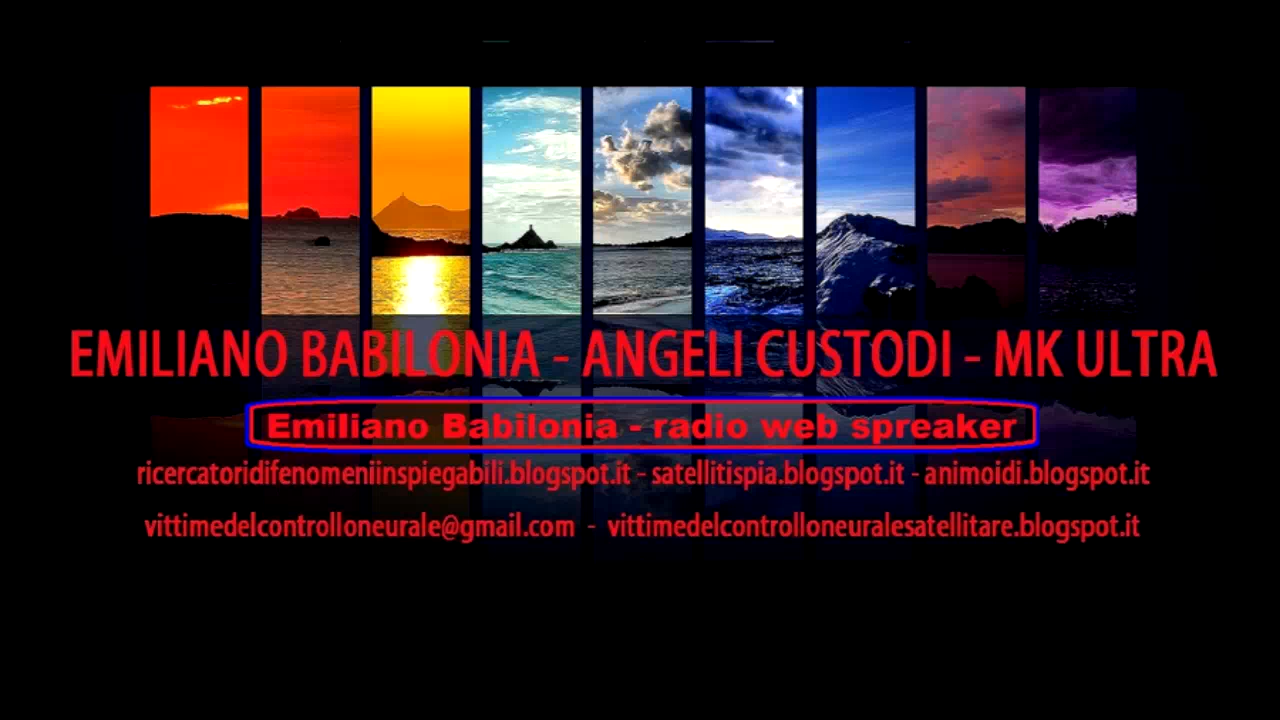 EMILIANO BABILONIA - ANGELI CUSTODI - MK ULTRA
Emiliano Babilonia - radio web spreaker
ricercatoridifenomeniinspiegabili.blogspot.it - satellitispia.blogspot.it - animoidi.blogspot.it
vittimedelcontrolloneurale@gmail.com - vittimedelcontrolloneuralesatellitare.blogspot.it